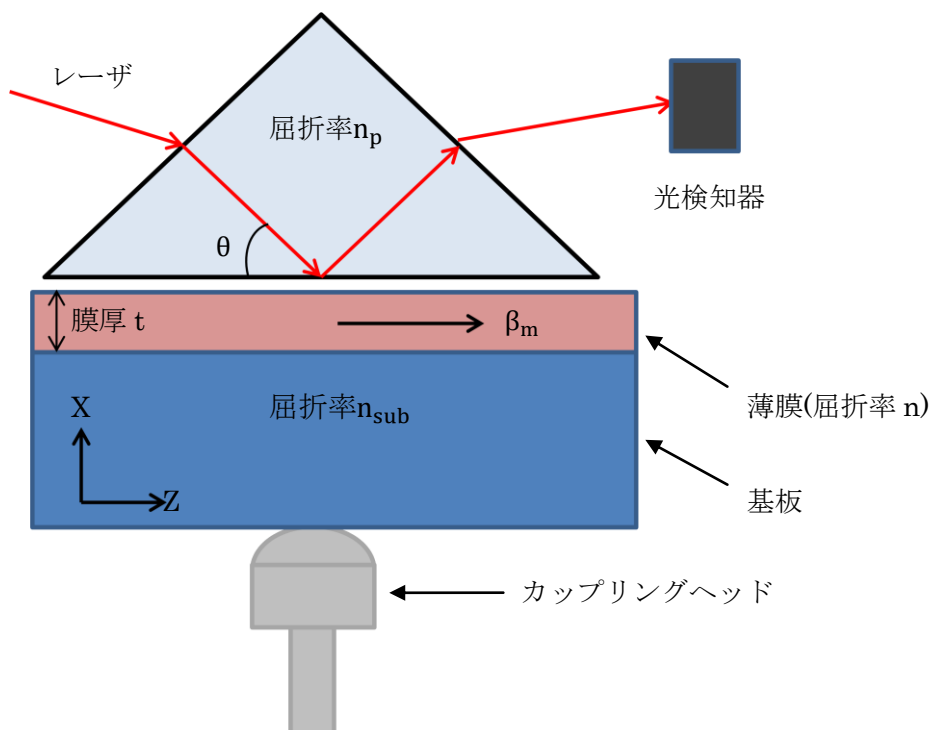 レーザ
屈折率np
θ
光検知器
膜厚 t
βm
薄膜(屈折率 n)
屈折率nsub
X
Z
基板
カップリングヘッド